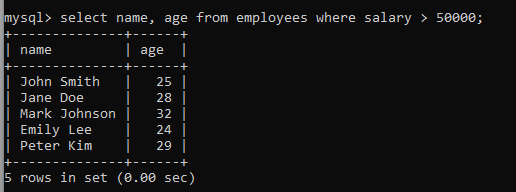 mysql> select name, age from employees where salary > 50000;
+--------------+------+
| name         | age  |
+--------------+------+
| John Smith   |   25 |
| Jane Doe     |   28 |
| Mark Johnson |   32 |
| Emily Lee    |   24 |
| Peter Kim    |   29 |
+--------------+------+
5 rows in set (0.00 sec)